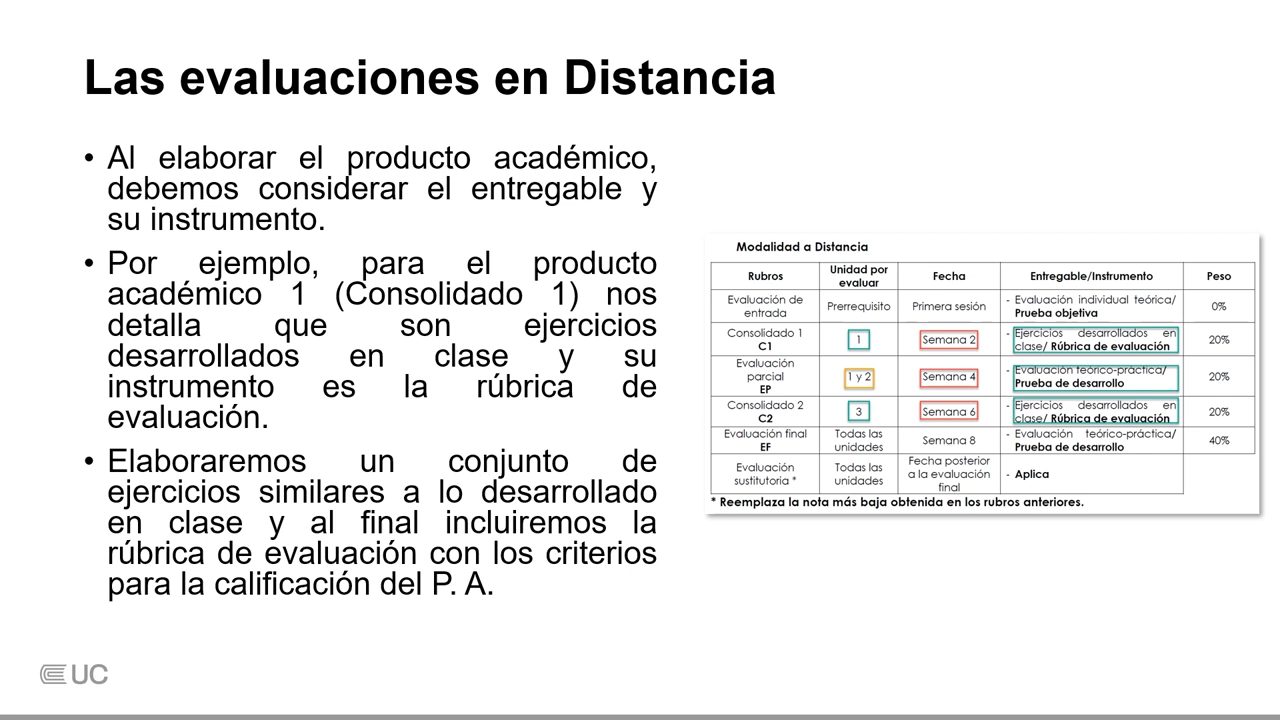 Las evaluaciones en Distancia
• Al elaborar el producto académico,
debemos considerar el entregable y
su instrumento.
• Por ejemplo, para el producto
académico 1 (Consolidado 1) nos
detalla que son ejercicios
desarrollados en clase y su
instrumento es la rúbrica de
evaluación.
• Elaboraremos un conjunto de
ejercicios similares a lo desarrollado
en clase y al final incluiremos la
rúbrica de evaluación con los criterios
para la calificación del P. A.
Modalidad a Distancia
Rubros
Unidad por
evaluar
Fecha
Entregable/Instrumento
Peso
Evaluación de
entrada
Prerrequisito
Primera sesión
- Evaluación individual teórica/
Prueba objetiva
0%
Consolidado 1
C1
1
Semana 2
- Ejercicios desarrollados en
clase/ Rúbrica de evaluación
20%
Evaluación
parcial
EP
1 y 2
Semana 4
- Evaluación teórico-práctica/
Prueba de desarrollo
20%
Consolidado 2
C2
3
Semana 6
- Ejercicios desarrollados en
clase/ Rúbrica de evaluación
20%
Evaluación final
EF
Todas las
unidades
Semana 8
- Evaluación teórico-práctica/
Prueba de desarrollo
40%
Evaluación
sustitutoria *
Todas las
unidades
Fecha posterior
a la evaluación
final
- Aplica
* Reemplaza la nota más baja obtenida en los rubros anteriores.
UC